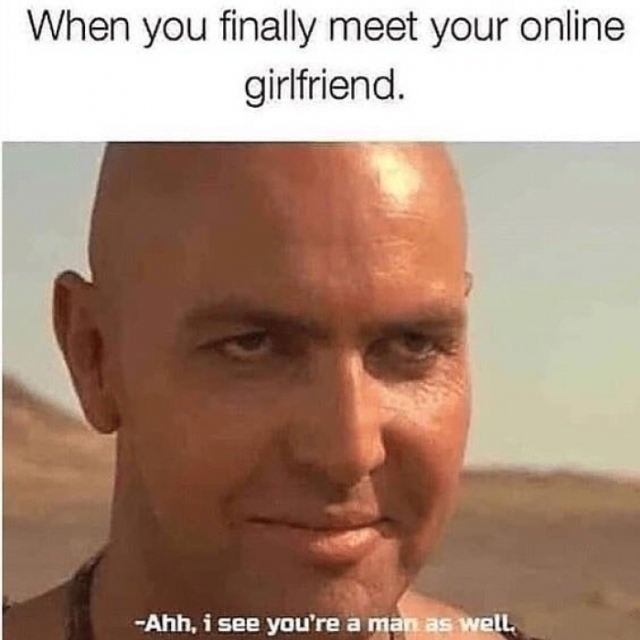 When you finally meet your online
girlfriend.
-Ahh, i see you're a man as well.